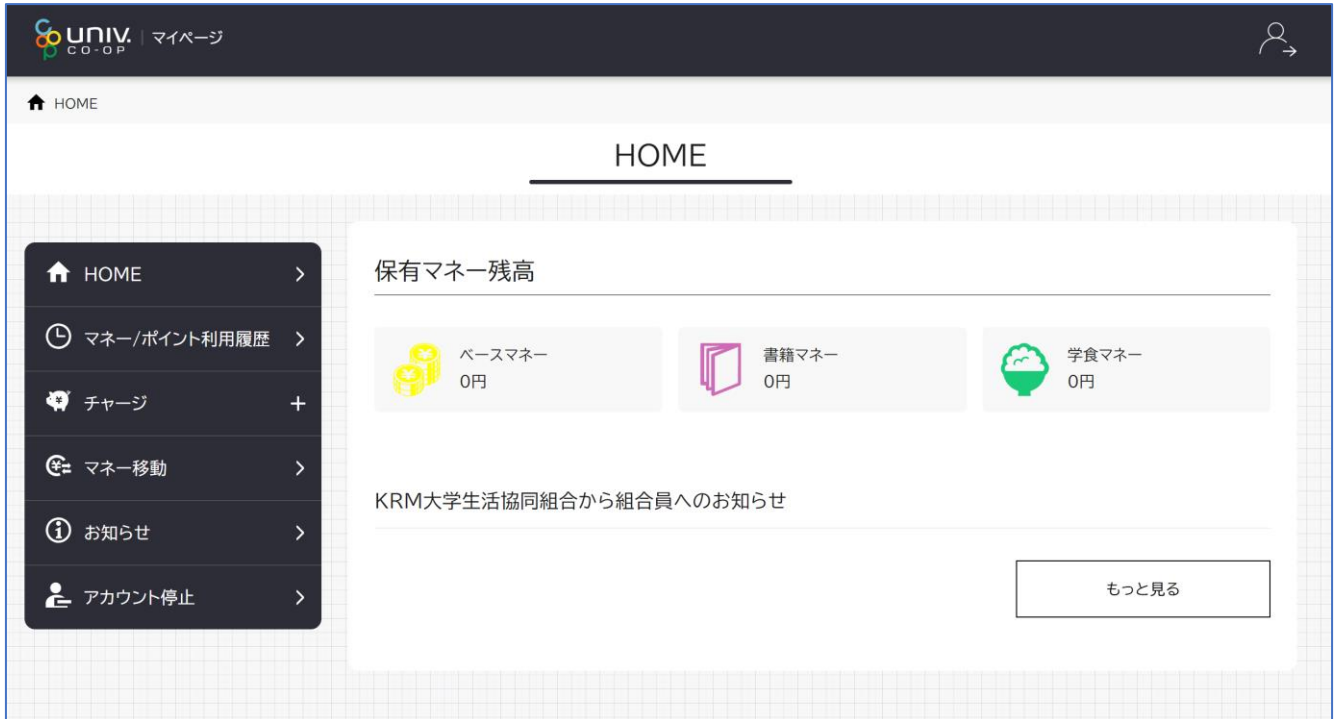 UNIV. CO-OP マイページ
HOME
HOME
HOME
マネー/ポイント利用履歴
チャージ
マネー移動
お知らせ
アカウント停止
保有マネー残高
ベースマネー
0円
書籍マネー
0円
学食マネー
0円
KRM大学生活協同組合から組合員へのお知らせ
もっと見る